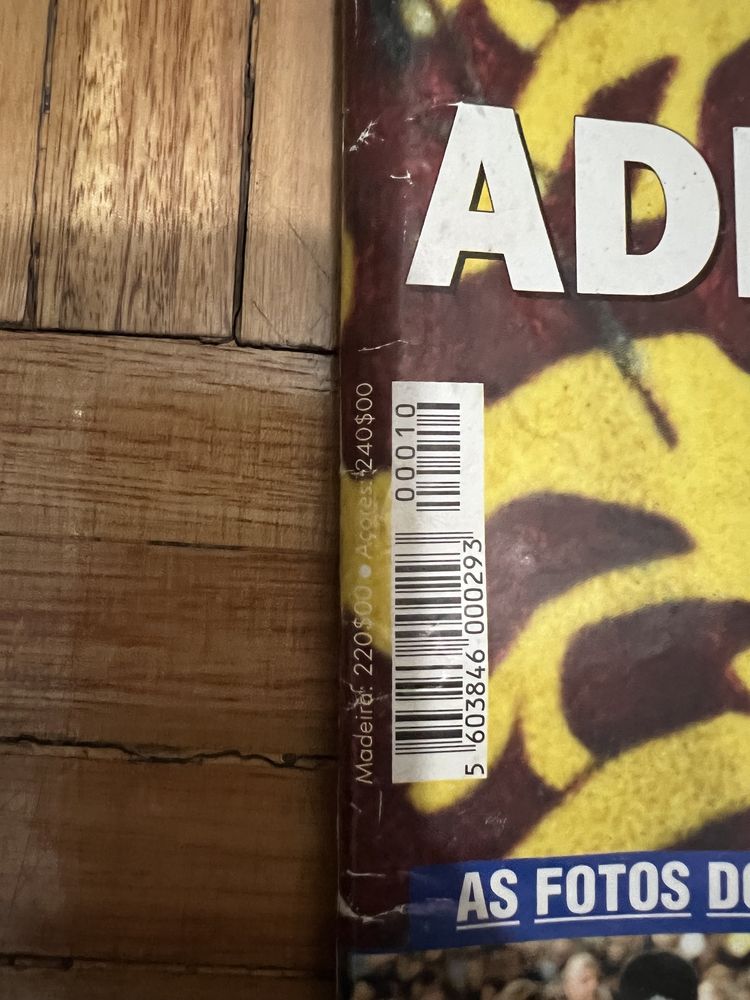 AD
00010
5 603846 000293
Madeira: 220$00 • Açores: 240$00
AS FOTOS DO